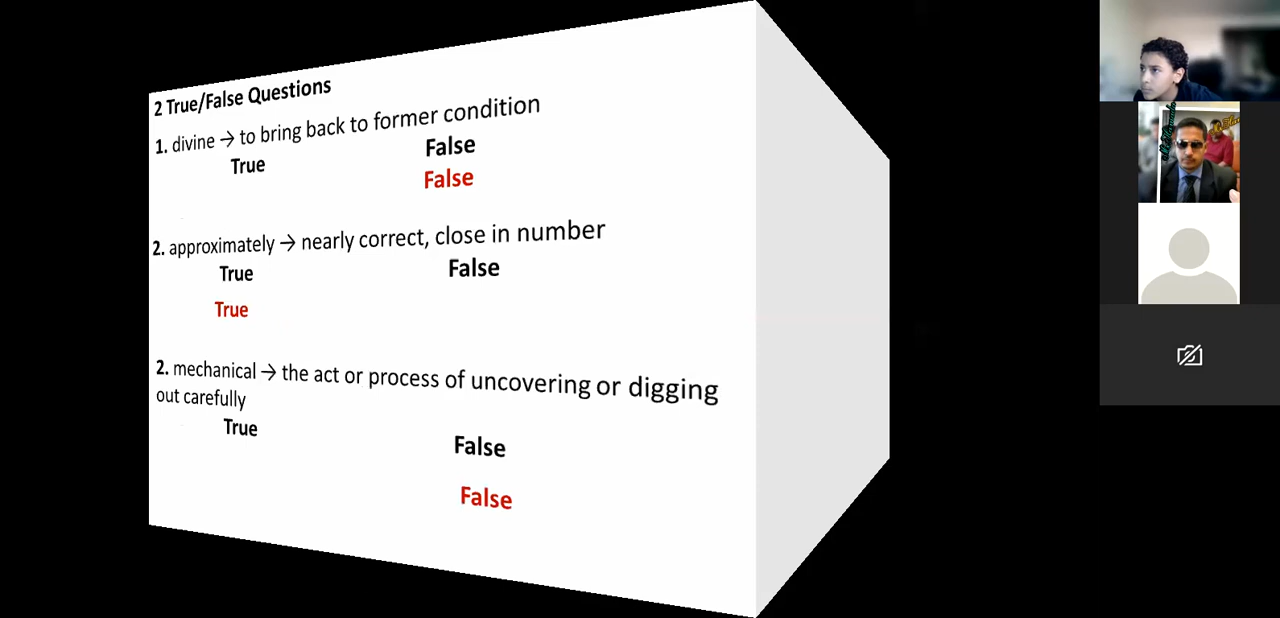 2 True/False Questions
1. divine → to bring back to former condition
True False
False
2. approximately → nearly correct, close in number
True False
True
2. mechanical → the act or process of uncovering or digging
out carefully
True
False
False